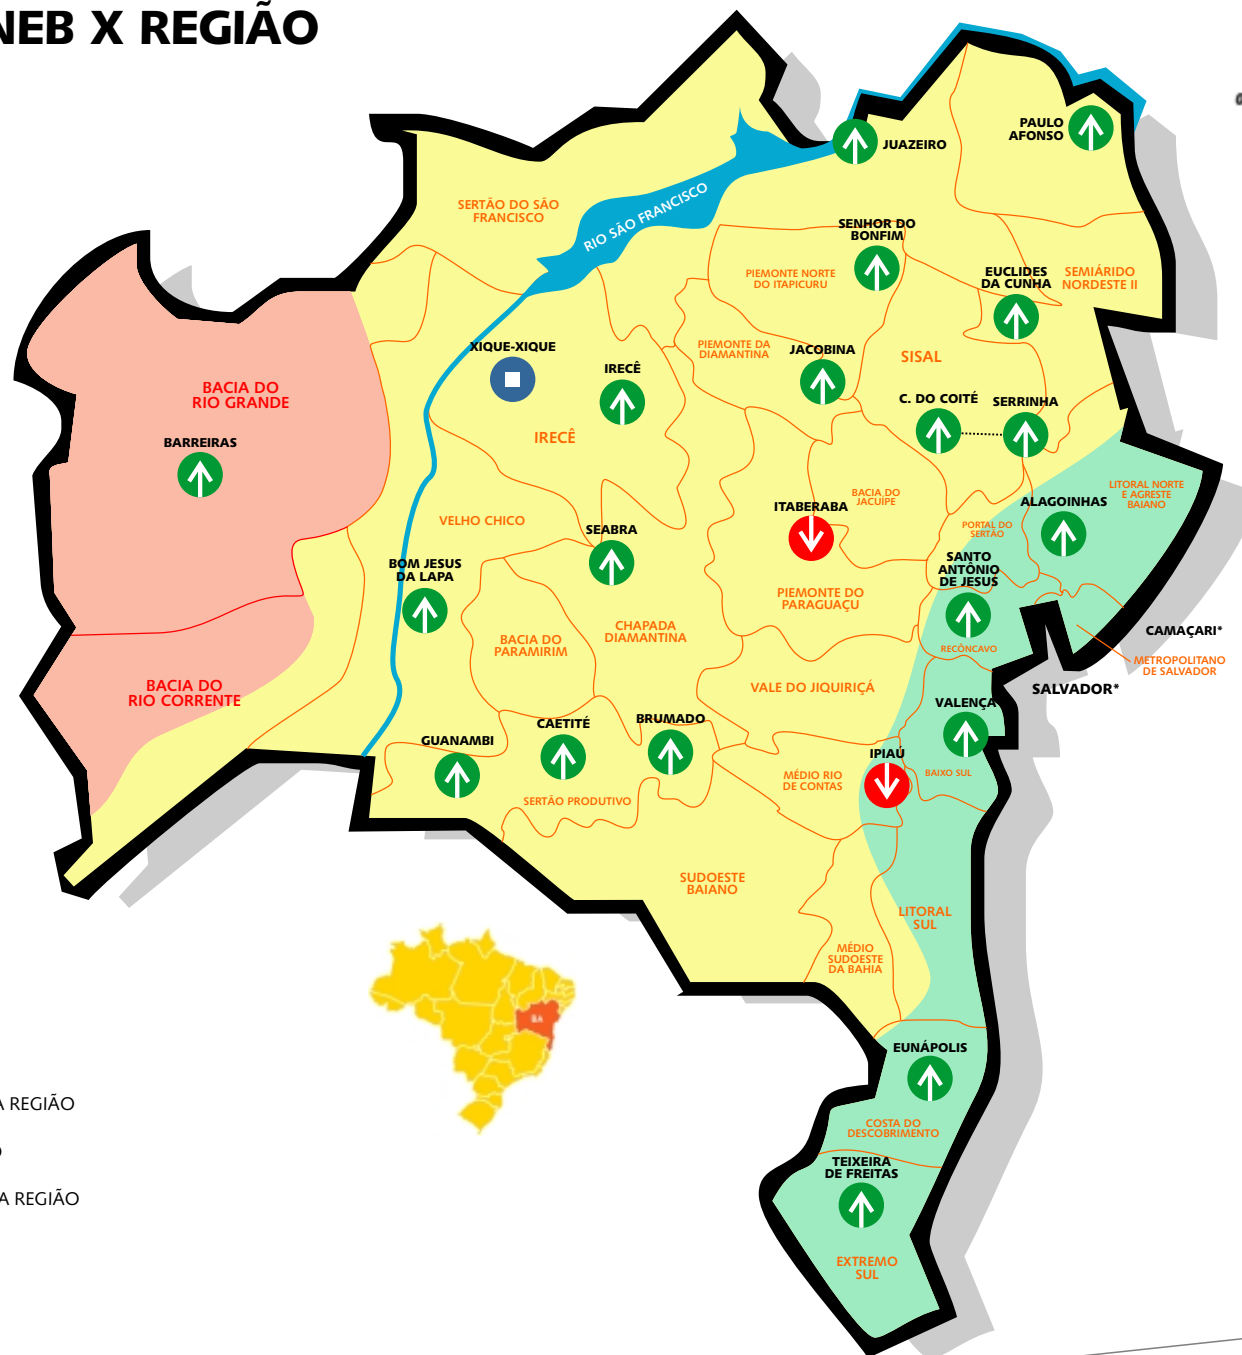 NEB X REGIÃO
PAULO
AFONSO
JUAZEIRO
SERTÃO DO SÃO
FRANCISCO
RIO SÃO FRANCISCO
SENHOR DO
BONFIM
PIEMONTE NORTE
DO ITAPICURU
EUCLIDES
DA CUNHA
SEMIÁRIDO
NORDESTE II
XIQUE-XIQUE
IRECÊ
PIEMONTE DA
DIAMANTINA
JACOBINA
SISAL
BACIA DO
RIO GRANDE
C. DO COITÉ
SERRINHA
BARREIRAS
IRECÊ
LITORAL NORTE
E AGRESTE
BAIANO
BACIA DO
JACUÍPE
ITABERABA
ALAGOINHAS
VELHO CHICO
SEABRA
PORTAL DO
SERTÃO
BOM JESUS
DA LAPA
SANTO
ANTÔNIO
DE JESUS
PIEMONTE DO
PARAGUAÇU
CHAPADA
DIAMANTINA
BACIA DO
PARAMIRIM
CAMAÇARI*
RECÔNCAVO
METROPOLITANO
DE SALVADOR
BACIA DO
RIO CORRENTE
VALE DO JIQUIRIÇÁ
SALVADOR*
VALENÇA
CAETITÉ
BRUMADO
GUANAMBI
IPIAÚ
BAIXO SUL
MÉDIO RIO
DE CONTAS
SERTÃO PRODUTIVO
SUDOESTE
BAIANO
LITORAL
SUL
MÉDIO
SUDOESTE
DA BAHIA
BA
EUNÁPOLIS
A REGIÃO
COSTA DO
DESCOBRIMENTO
O
TEIXEIRA
DE FREITAS
A REGIÃO
EXTREMO
SUL